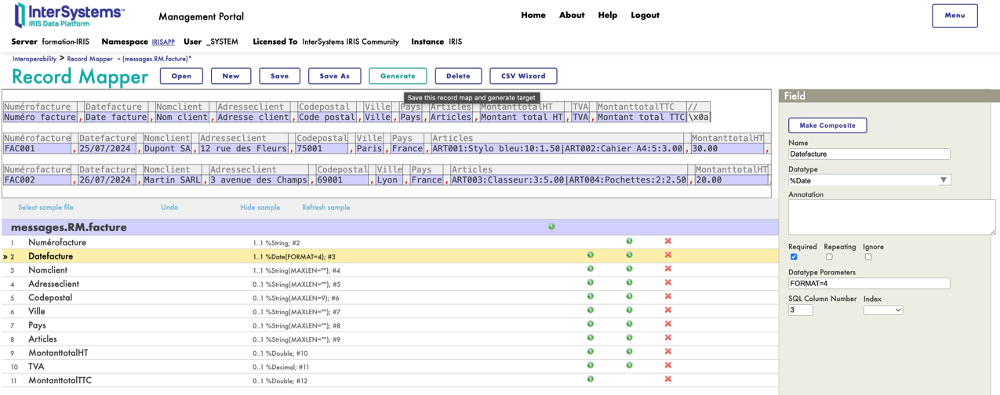 InterSystems™
IRIS Data Platform
Management Portal
Home About Help Logout
Menu
Server formation-IRIS Namespace IRISAPP User _SYSTEM Licensed To InterSystems IRIS Community Instance IRIS
Interoperability > Record Mapper - (messages.RM.facture)*
Record Mapper Open New Save Save As Generate Delete CSV Wizard
Save this record map and generate target
Numérofacture Datefacture Nomclient Adresseclient Codepostal Ville Pays Articles MontanttotalHT TVA MontanttotalTTC //
Numéro facture,Date facture,Nom client,Adresse client,Code postal,Ville,Pays,Articles,Montant total HT,TVA,Montant total TTC\x0a
Numérofacture Datefacture Nomclient Adresseclient Codepostal Ville Pays Articles MontanttotalHT
FAC001,25/07/2024,Dupont SA,12 rue des Fleurs,75001,Paris,France,ART001:Stylo bleu:10:1.50|ART002:Cahier A4:5:3.00,30.00,
Numérofacture Datefacture Nomclient Adresseclient Codepostal Ville Pays Articles MontanttotalHT
FAC002,26/07/2024,Martin SARL,3 avenue des Champs,69001,Lyon,France,ART003:Classeur:3:5.00|ART004:Pochettes:2:2.50,20.00,
Select sample file Undo Hide sample Refresh sample
messages.RM.facture
1 Numérofacture 1..1 %String; #2
» 2 Datefacture 1..1 %Date(FORMAT=4); #3
3 Nomclient 1..1 %String(MAXLEN=""); #4
4 Adresseclient 0..1 %String(MAXLEN=""); #5
5 Codepostal 0..1 %String(MAXLEN=9); #6
6 Ville 0..1 %String(MAXLEN=""); #7
7 Pays 0..1 %String(MAXLEN=""); #8
8 Articles 0..1 %String(MAXLEN=""); #9
9 MontanttotalHT 0..1 %Double; #10
10 TVA 0..1 %Decimal; #11
11 MontanttotalTTC 0..1 %Double; #12
Field
Make Composite
Name
Datefacture
Datatype
%Date
Annotation
Required Repeating Ignore
Datatype Parameters
FORMAT=4
SQL Column Number Index
3